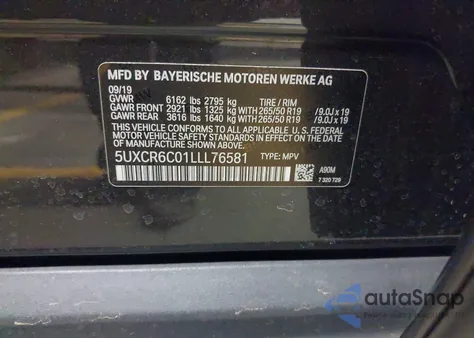 MFD BY BAYERISCHE MOTOREN WERKE AG
09/19
GVWR 6162 lbs 2795 kg TIRE / RIM
GAWR FRONT 2921 lbs 1325 kg 265/50 R19 /9.0J x 19
GAWR REAR 3616 lbs 1640 kg 265/50 R19 /9.0J x 19
THIS VEHICLE CONFORMS TO ALL APPLICABLE U.S. FEDERAL
MOTOR VEHICLE SAFETY STANDARDS IN EFFECT ON THE DATE
OF MANUFACTURE SHOWN ABOVE.
5UXCR6C01LLL76581 TYPE: MPV
A90M
7 320 729
autoSnap